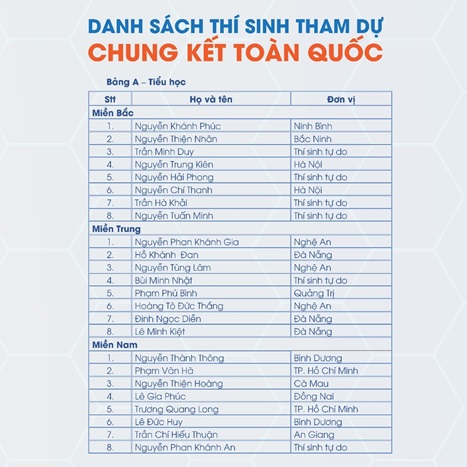 DANH SÁCH THÍ SINH THAM DỰ
CHUNG KẾT TOÀN QUỐC
Bảng A – Tiểu học
Stt Họ và tên Đơn vị
Miền Bắc
1. Nguyễn Khánh Phúc Ninh Bình
2. Nguyễn Thiện Nhân Bắc Ninh
3. Trần Minh Duy Thí sinh tự do
4. Nguyễn Trung Kiên Hà Nội
5. Nguyễn Hải Phong Thí sinh tự do
6. Nguyễn Chí Thanh Hà Nội
7. Trần Hà Khải Thí sinh tự do
8. Nguyễn Tuấn Minh Thí sinh tự do
Miền Trung
1. Nguyễn Phan Khánh Gia Nghệ An
2. Hồ Khánh Đan Đà Nẵng
3. Nguyễn Tùng Lâm Nghệ An
4. Bùi Minh Nhật Thí sinh tự do
5. Phạm Phú Bình Quảng Trị
6. Hoàng Tô Đức Thắng Nghệ An
7. Đinh Ngọc Diễn Đà Nẵng
8. Lê Minh Kiệt Đà Nẵng
Miền Nam
1. Nguyễn Thành Thông Bình Dương
2. Phạm Văn Hà TP. Hồ Chí Minh
3. Nguyễn Thiện Hoàng Cà Mau
4. Lê Gia Phúc Đồng Nai
5. Trương Quang Long TP. Hồ Chí Minh
6. Lê Đức Huy Bình Dương
7. Trần Chí Hiếu Thuận An Giang
8. Nguyễn Phan Khánh An Thí sinh tự do